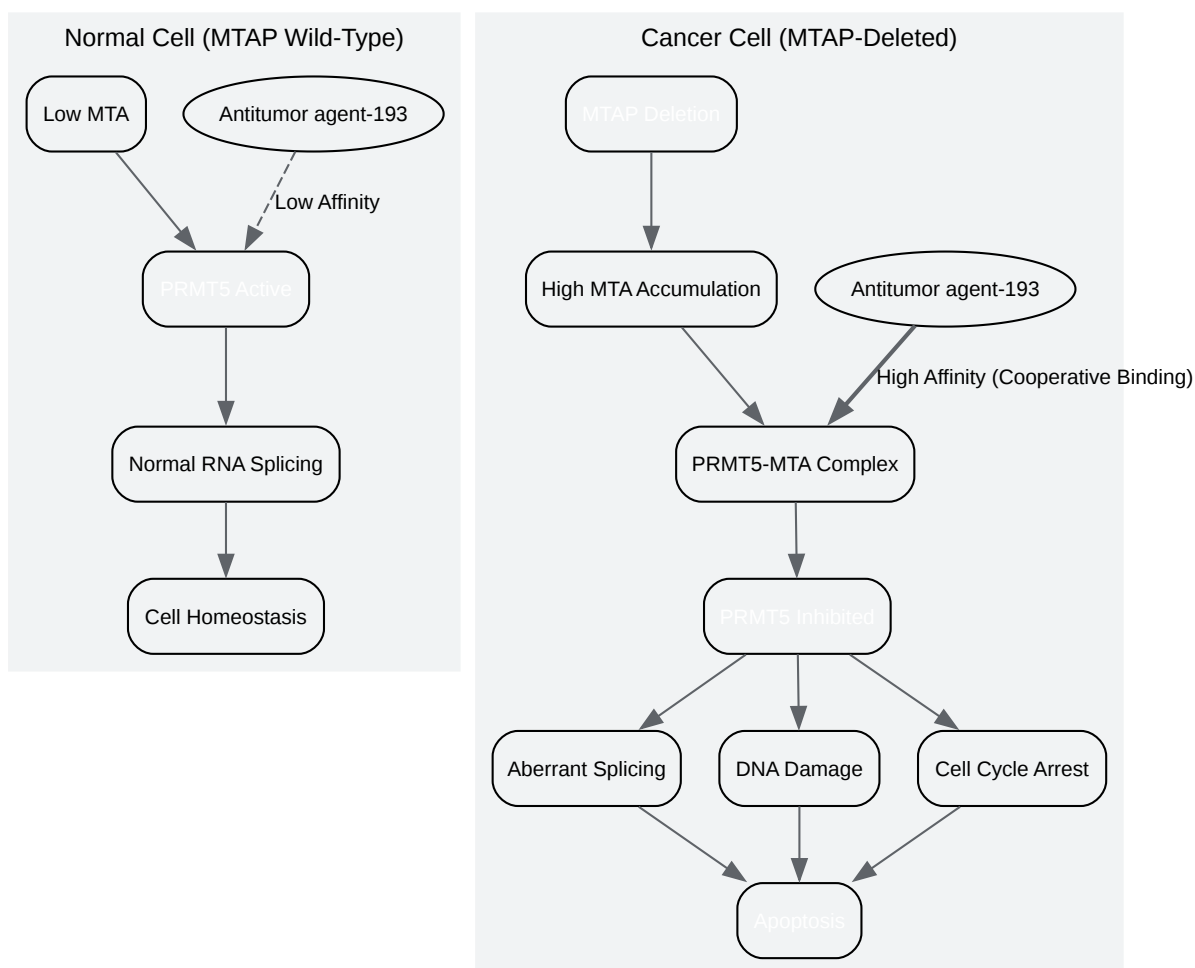 Normal Cell (MTAP Wild-Type)
Low MTA
Antitumor agent-193
Low Affinity
PRMT5 Active
Normal RNA Splicing
Cell Homeostasis
Cancer Cell (MTAP-Deleted)
MTAP Deletion
High MTA Accumulation
Antitumor agent-193
High Affinity (Cooperative Binding)
PRMT5-MTA Complex
PRMT5 Inhibited
Aberrant Splicing
DNA Damage
Cell Cycle Arrest
Apoptosis